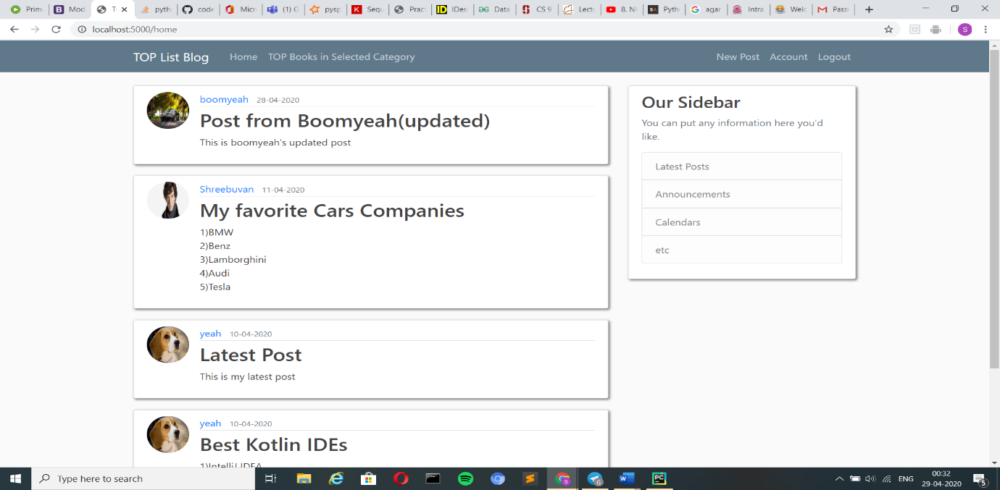 Prim
Mod
T
pyth
code
Micr
(1) G
pysp
Sequ
Pract
IDes
Data
CS 9
Lect
8. NF
Pyth
agar
Intra
Welc
Pass
localhost:5000/home
S
TOP List Blog
Home
TOP Books in Selected Category
New Post
Account
Logout
boomyeah 28-04-2020
Post from Boomyeah(updated)
This is boomyeah's updated post
Shreebuvan 11-04-2020
My favorite Cars Companies
1)BMW
2)Benz
3)Lamborghini
4)Audi
5)Tesla
yeah 10-04-2020
Latest Post
This is my latest post
yeah 10-04-2020
Best Kotlin IDEs
1)IntelliJ IDEA
Our Sidebar
You can put any information here you'd
like.
Latest Posts
Announcements
Calendars
etc
Type here to search
ENG
00:32
29-04-2020
5